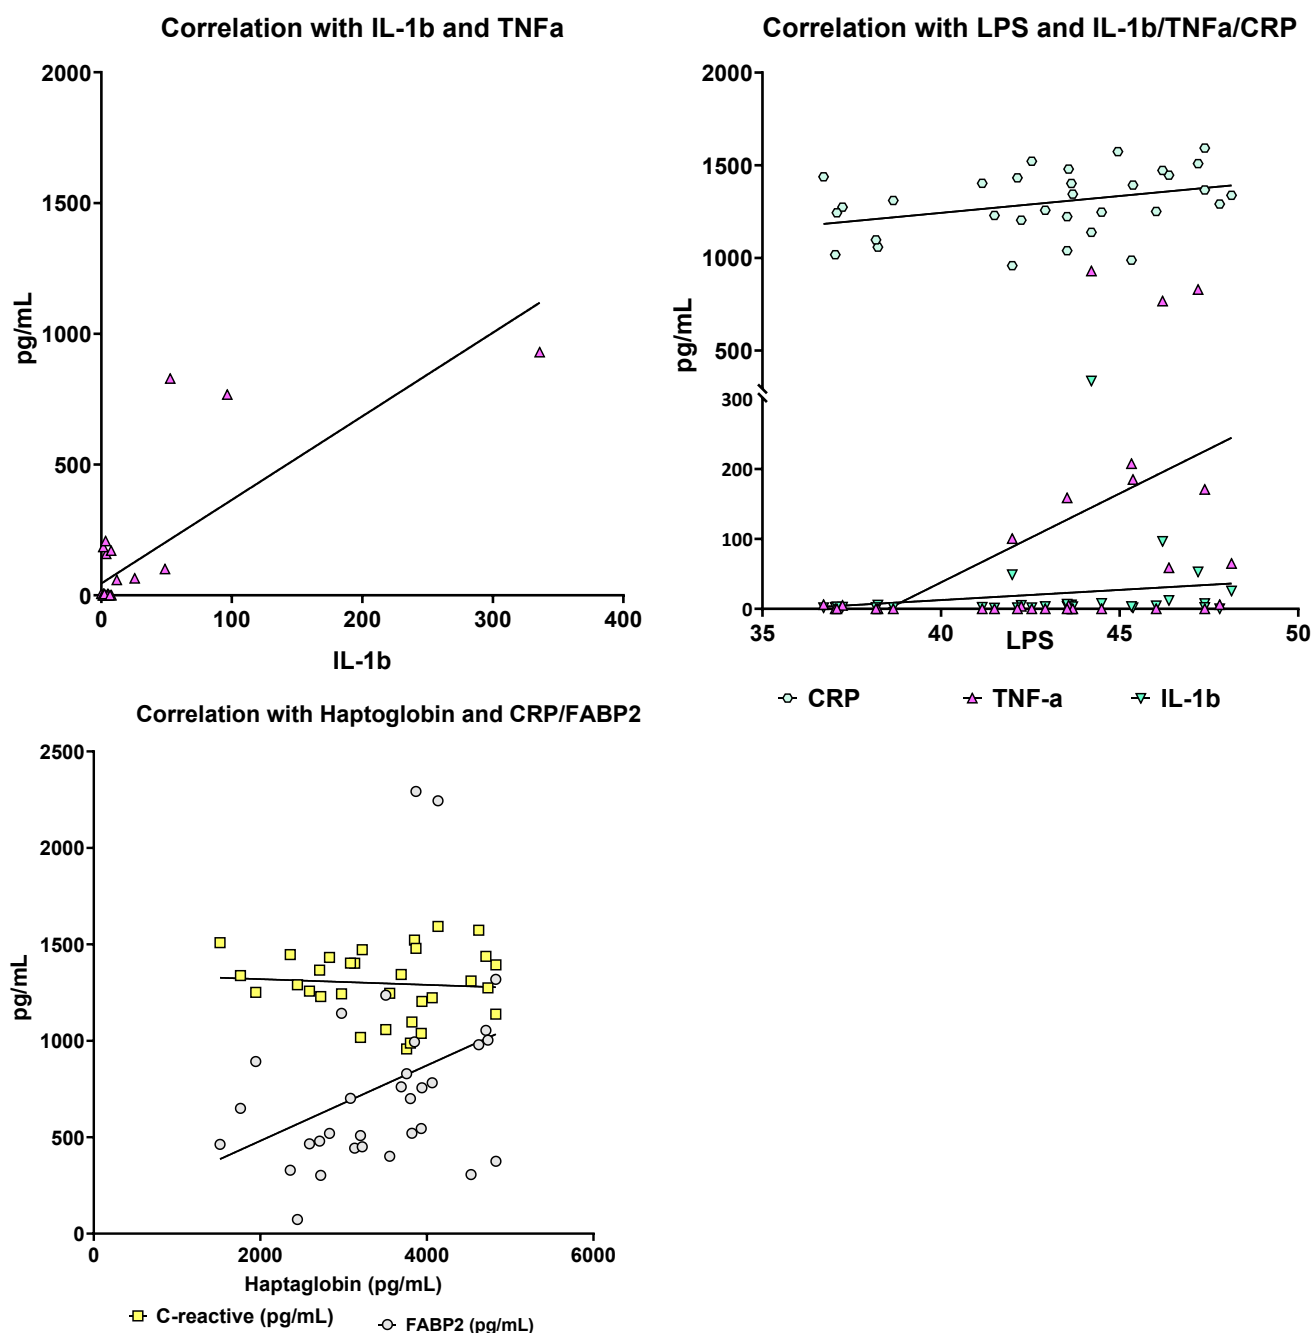 Correlation with IL-1b and TNFa
2000
1500
1000
500
0
pg/mL
0
100
200
300
400
IL-1b
Correlation with LPS and IL-1b/TNFa/CRP
2000
1500
1000
500
300
200
100
0
pg/mL
35
40
45
50
LPS
CRP
TNF-a
IL-1b
Correlation with Haptoglobin and CRP/FABP2
2500
2000
1500
1000
500
0
pg/mL
0
2000
4000
6000
Haptaglobin (pg/mL)
C-reactive (pg/mL)
FABP2 (pg/mL)